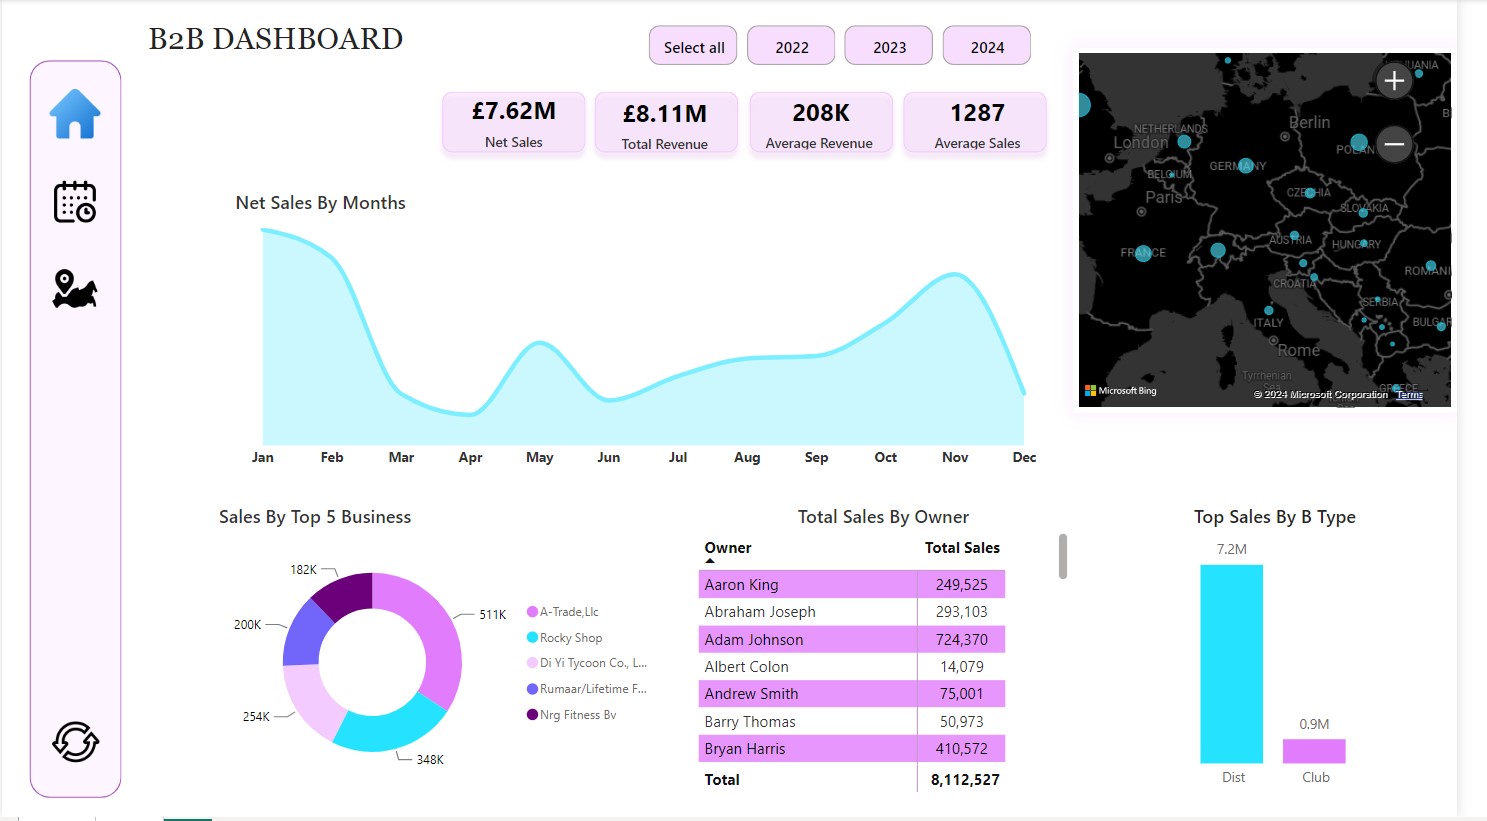 B2B DASHBOARD
Select all
2022
2023
2024
£7.62M
Net Sales
£8.11M
Total Revenue
208K
Average Revenue
1287
Average Sales
Net Sales By Months
Jan Feb Mar Apr May Jun Jul Aug Sep Oct Nov Dec
UANIA
NETHERLANDS
Berlin
London
POLAN
GERMANY
BELGIUM
Paris
CZECHIA
SLOVAKIA
AUSTRIA
HUNGARY
FRANCE
ROMANI
CROATIA
SERBIA
ITALY
BULGAR
Rome
Tyrrhenian
Sea
GREECE
Microsoft Bing
© 2024 Microsoft Corporation Terms
Sales By Top 5 Business
182K
511K
200K
254K
348K
A-Trade,Llc
Rocky Shop
Di Yi Tycoon Co., L...
Rumaar/Lifetime F...
Nrg Fitness Bv
Total Sales By Owner
Owner Total Sales
Aaron King 249,525
Abraham Joseph 293,103
Adam Johnson 724,370
Albert Colon 14,079
Andrew Smith 75,001
Barry Thomas 50,973
Bryan Harris 410,572
Total 8,112,527
Top Sales By B Type
7.2M
0.9M
Dist Club